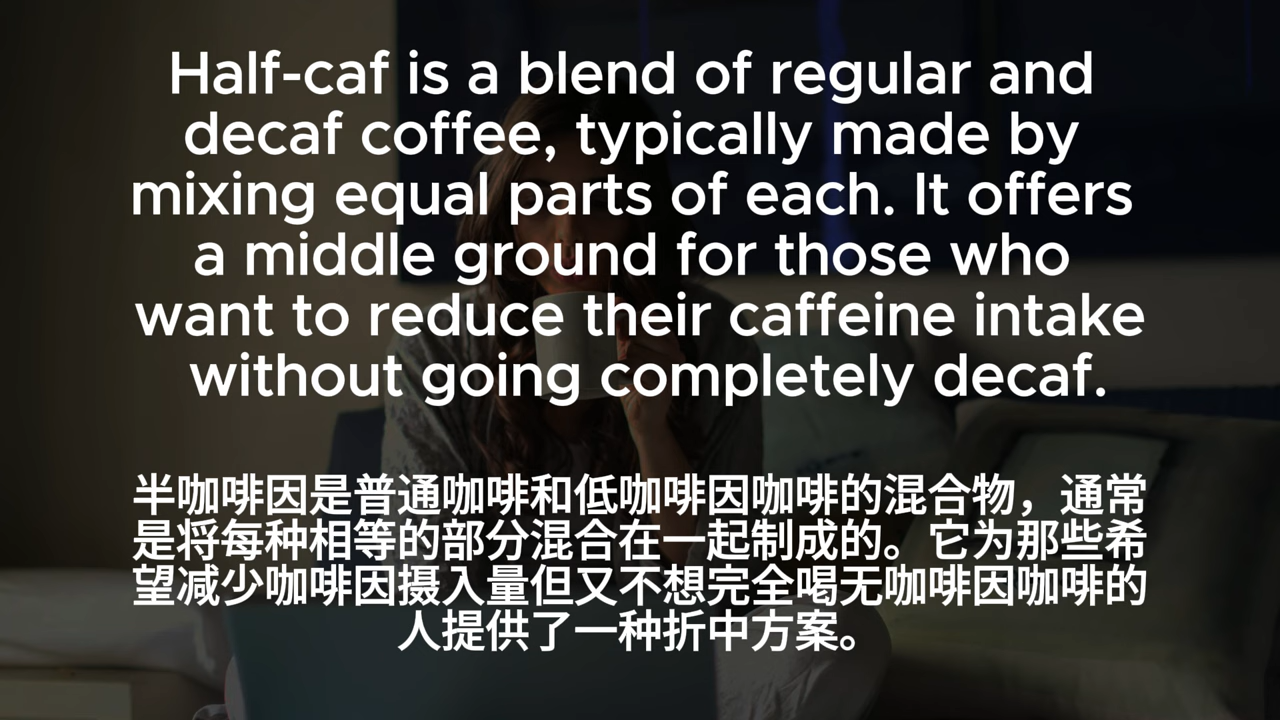 Half-caf is a blend of regular and
decaf coffee, typically made by
mixing equal parts of each. It offers
a middle ground for those who
want to reduce their caffeine intake
without going completely decaf.
半咖啡因是普通咖啡和低咖啡因咖啡的混合物，通常
是将每种相等的部分混合在一起制成的。它为那些希
望减少咖啡因摄入量但又不想完全喝无咖啡因咖啡的
人提供了一种折中方案。